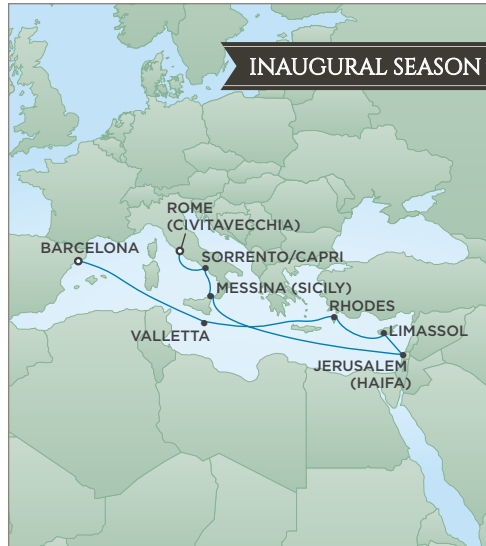 INAUGURAL SEASON
ROME
(CIVITAVECCHIA)
BARCELONA
SORRENTO/CAPRI
MESSINA (SICILY)
RHODES
VALLETTA
LIMASSOL
JERUSALEM
(HAIFA)